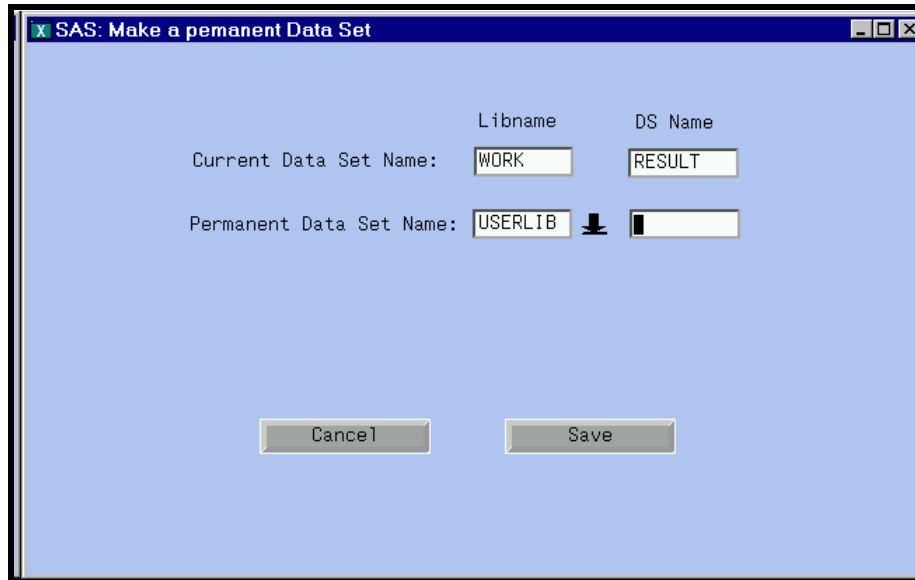 X SAS: Make a pemanent Data Set
Libname DS Name
Current Data Set Name: WORK RESULT
Permanent Data Set Name: USERLIB
Cancel Save